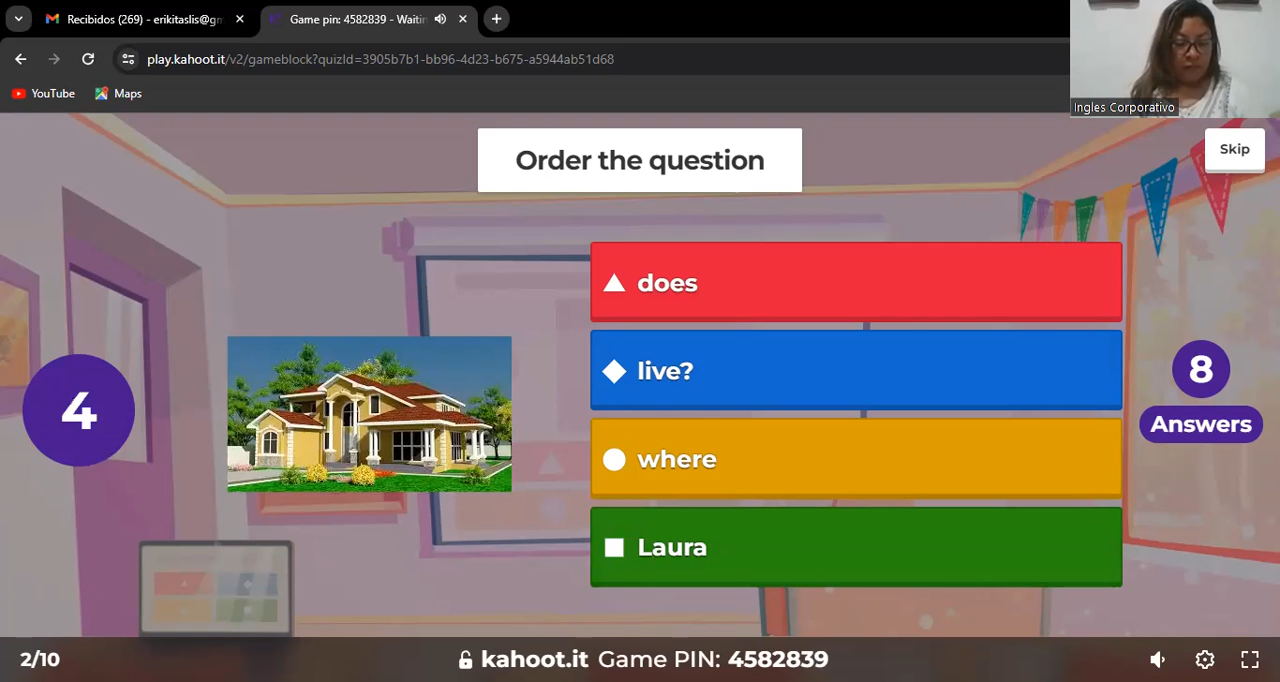 Recibidos (269) - erikitaslis@gm
Game pin: 4582839 - Waitin
play.kahoot.it/v2/gameblock?quizId=3905b7b1-bb96-4d23-b675-a5944ab51d68
YouTube
Maps
Ingles Corporativo
Order the question
Skip
does
live?
where
Laura
4
8
Answers
2/10
kahoot.it Game PIN: 4582839